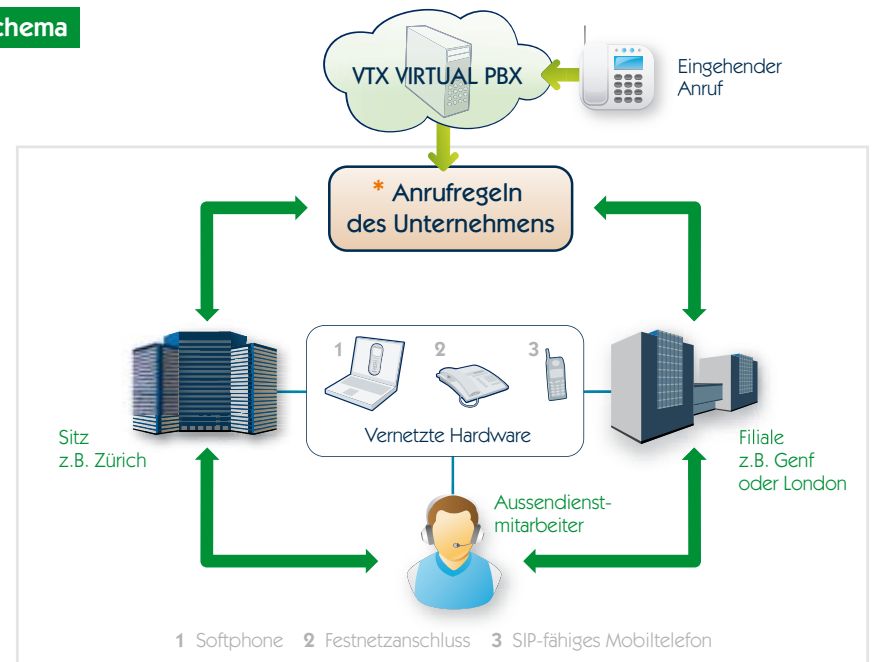 chema
VTX VIRTUAL PBX
Eingehender
Anruf
* Anrufregeln
des Unternehmens
1 2 3
Vernetzte Hardware
Sitz
z.B. Zürich
Filiale
z.B. Genf
oder London
Aussendienst-
mitarbeiter
1 Softphone 2 Festnetzanschluss 3 SIP-fähiges Mobiltelefon